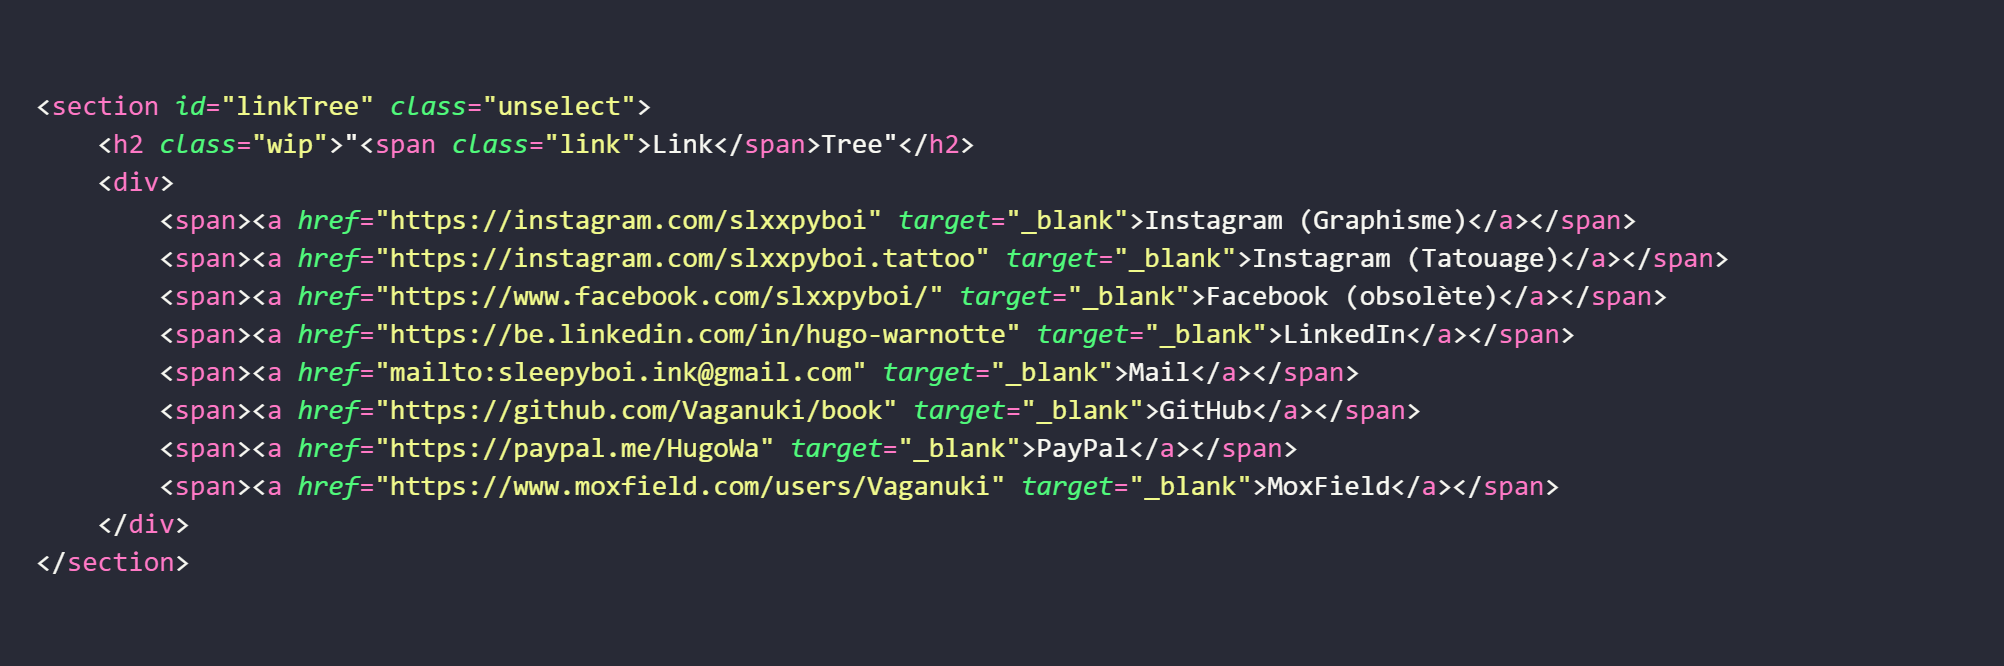 <section id="linkTree" class="unselect">
    <h2 class="wip">"<span class="link">Link</span>Tree"</h2>
    <div>
        <span><a href="https://instagram.com/slxxpyboi" target="_blank">Instagram (Graphisme)</a></span>
        <span><a href="https://instagram.com/slxxpyboi.tattoo" target="_blank">Instagram (Tatouage)</a></span>
        <span><a href="https://www.facebook.com/slxxpyboi/" target="_blank">Facebook (obsolète)</a></span>
        <span><a href="https://be.linkedin.com/in/hugo-warnotte" target="_blank">LinkedIn</a></span>
        <span><a href="mailto:sleepyboi.ink@gmail.com" target="_blank">Mail</a></span>
        <span><a href="https://github.com/Vaganuki/book" target="_blank">GitHub</a></span>
        <span><a href="https://paypal.me/HugoWa" target="_blank">PayPal</a></span>
        <span><a href="https://www.moxfield.com/users/Vaganuki" target="_blank">MoxField</a></span>
    </div>
</section>